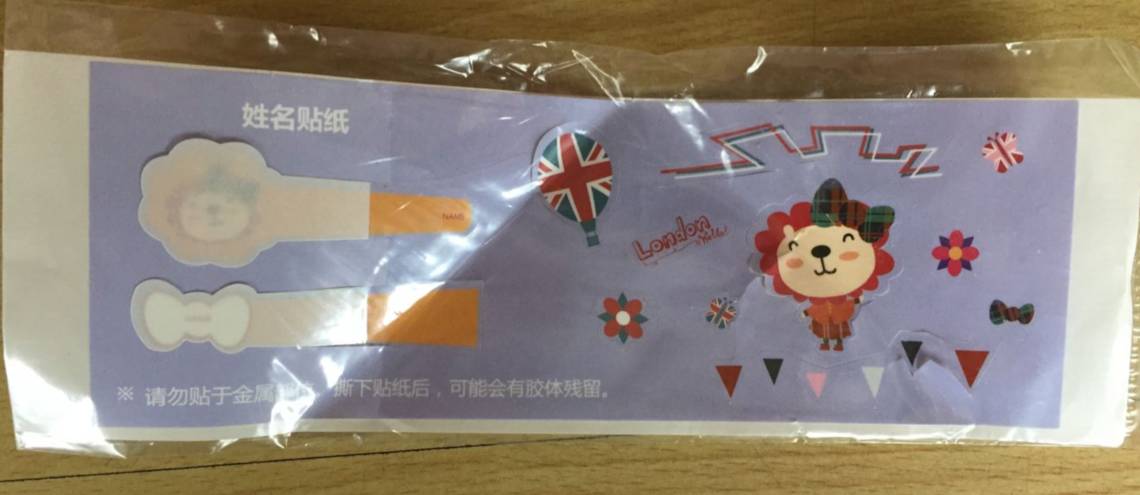 姓名贴纸
NAME
London
Hello!
※ 请勿贴于金属 撕下贴纸后，可能会有胶体残留。